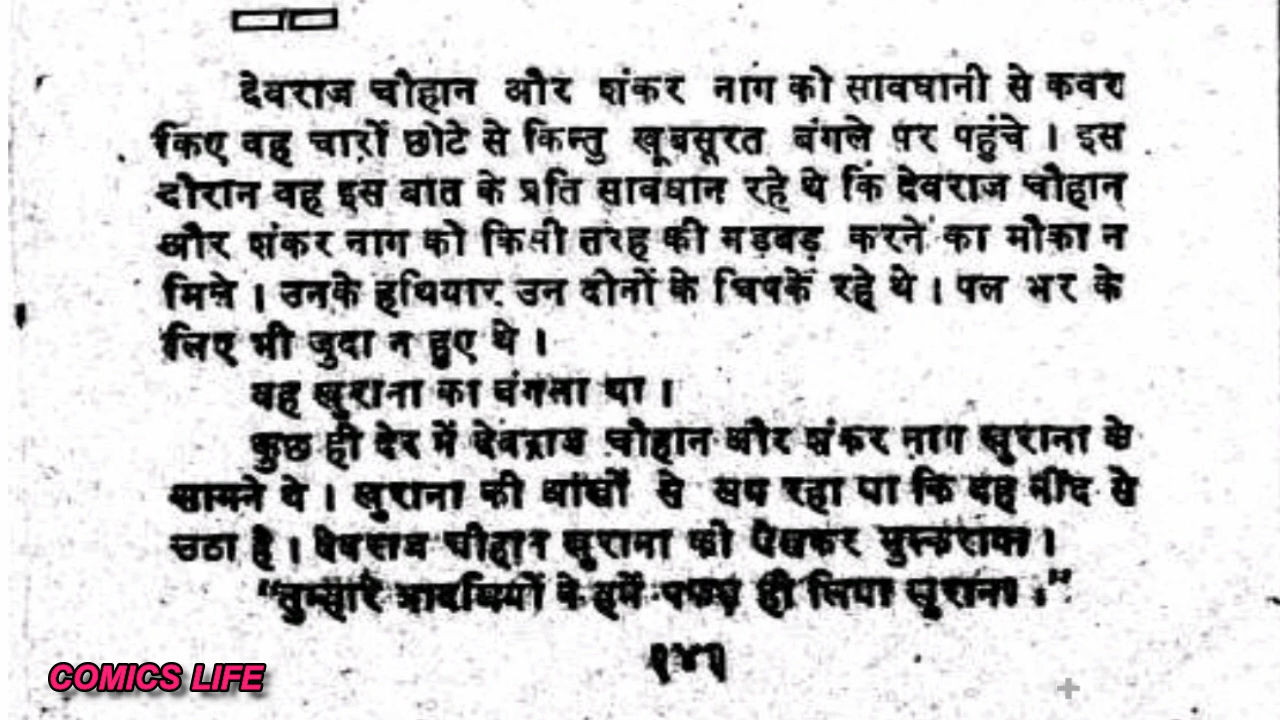 देवराज चौहान और शंकर नाग को सावधानी से कवर
किए वह चारों छोटे से किन्तु खूबसूरत बंगले पर पहुंचे । इस
दौरान वह इस बात के प्रति सावधान रहे थे कि देवराज चौहान
और शंकर नाग को किसी तरह की गड़बड़ करने का मौका न
मिले । उनके हथियार उन दोनों के चिपके रहे थे । पल भर के
लिए भी जुदा न हुए थे ।
वह खुराना का बंगला था ।
कुछ ही देर में देवराज चौहान और शंकर नाग खुराना के
सामने थे । खुराना की आंखों से लग रहा था कि वह नींद से
उठा है । देवराज चौहान खुराना को देखकर मुस्कराया ।
“तुम्हारे आदमियों ने हमें पकड़ ही लिया खुराना ।”
COMICS LIFE